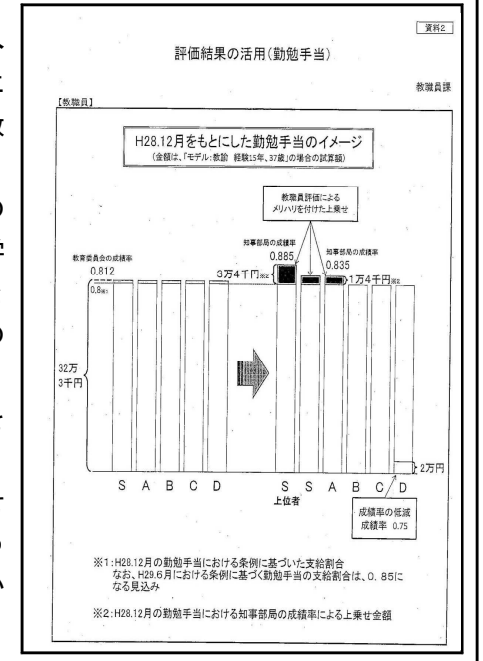 資料2
評価結果の活用(勤勉手当)
教職員課
【教職員】
H28.12月をもとにした勤勉手当のイメージ
(金額は、「モデル:教諭 経験15年、37歳」の場合の試算額)
教職員評価による
メリハリを付けた上乗せ
教育委員会の成績率
0.812
0.8※1
知事部局の成績率
0.885
3万4千円※2
知事部局の成績率
0.835
1万4千円※2
32万
3千円
2万円
S A B C D
S S A B C D
上位者
成績率の低減
成績率 0.75
※1:H28.12月の勤勉手当における条例に基づいた支給割合
なお、H29.6月における条例に基づく勤勉手当の支給割合は、0.85に
なる見込み
※2:H28.12月の勤勉手当における知事部局の成績率による上乗せ金額